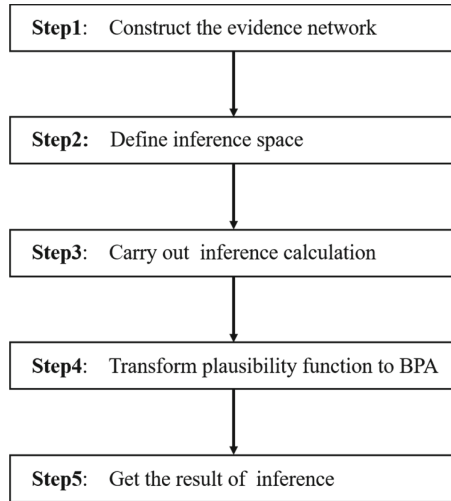 Step1: Construct the evidence network
Step2: Define inference space
Step3: Carry out inference calculation
Step4: Transform plausibility function to BPA
Step5: Get the result of inference